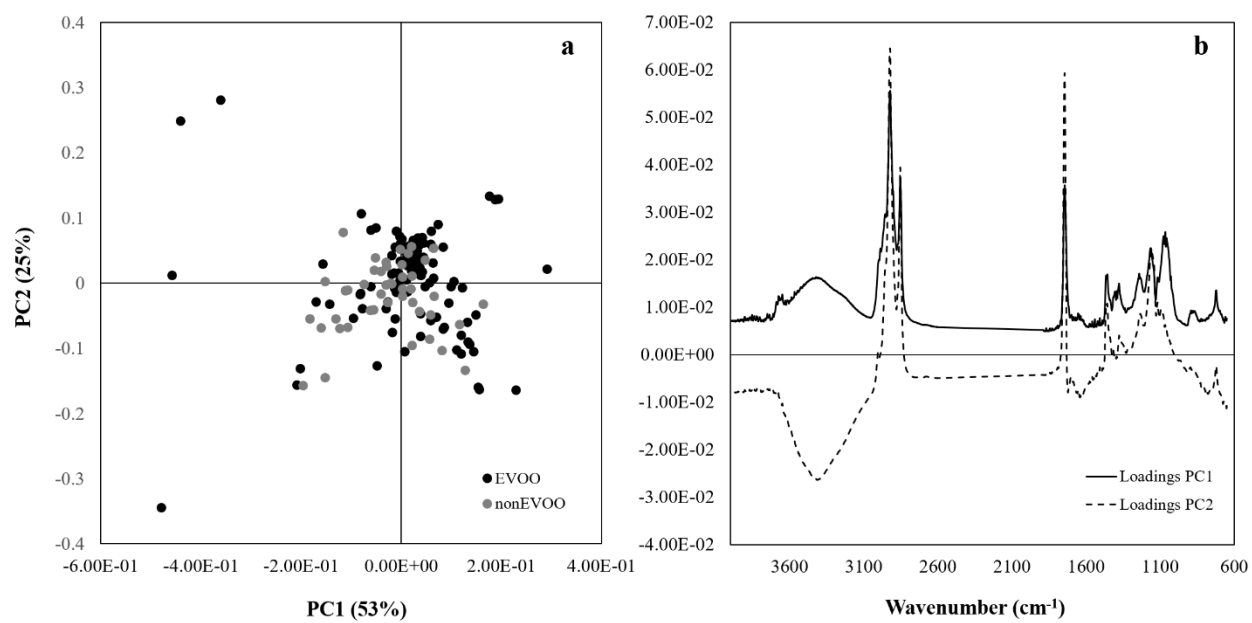 a
0.4
0.3
0.2
0.1
0
-0.1
-0.2
-0.3
-0.4
PC2 (25%)
EVOO
nonEVOO
-6.00E-01
-4.00E-01
-2.00E-01
0.00E+00
2.00E-01
4.00E-01
PC1 (53%)
b
7.00E-02
6.00E-02
5.00E-02
4.00E-02
3.00E-02
2.00E-02
1.00E-02
0.00E+00
-1.00E-02
-2.00E-02
-3.00E-02
-4.00E-02
Loadings PC1
Loadings PC2
3600
3100
2600
2100
1600
1100
600
Wavenumber (cm⁻¹)